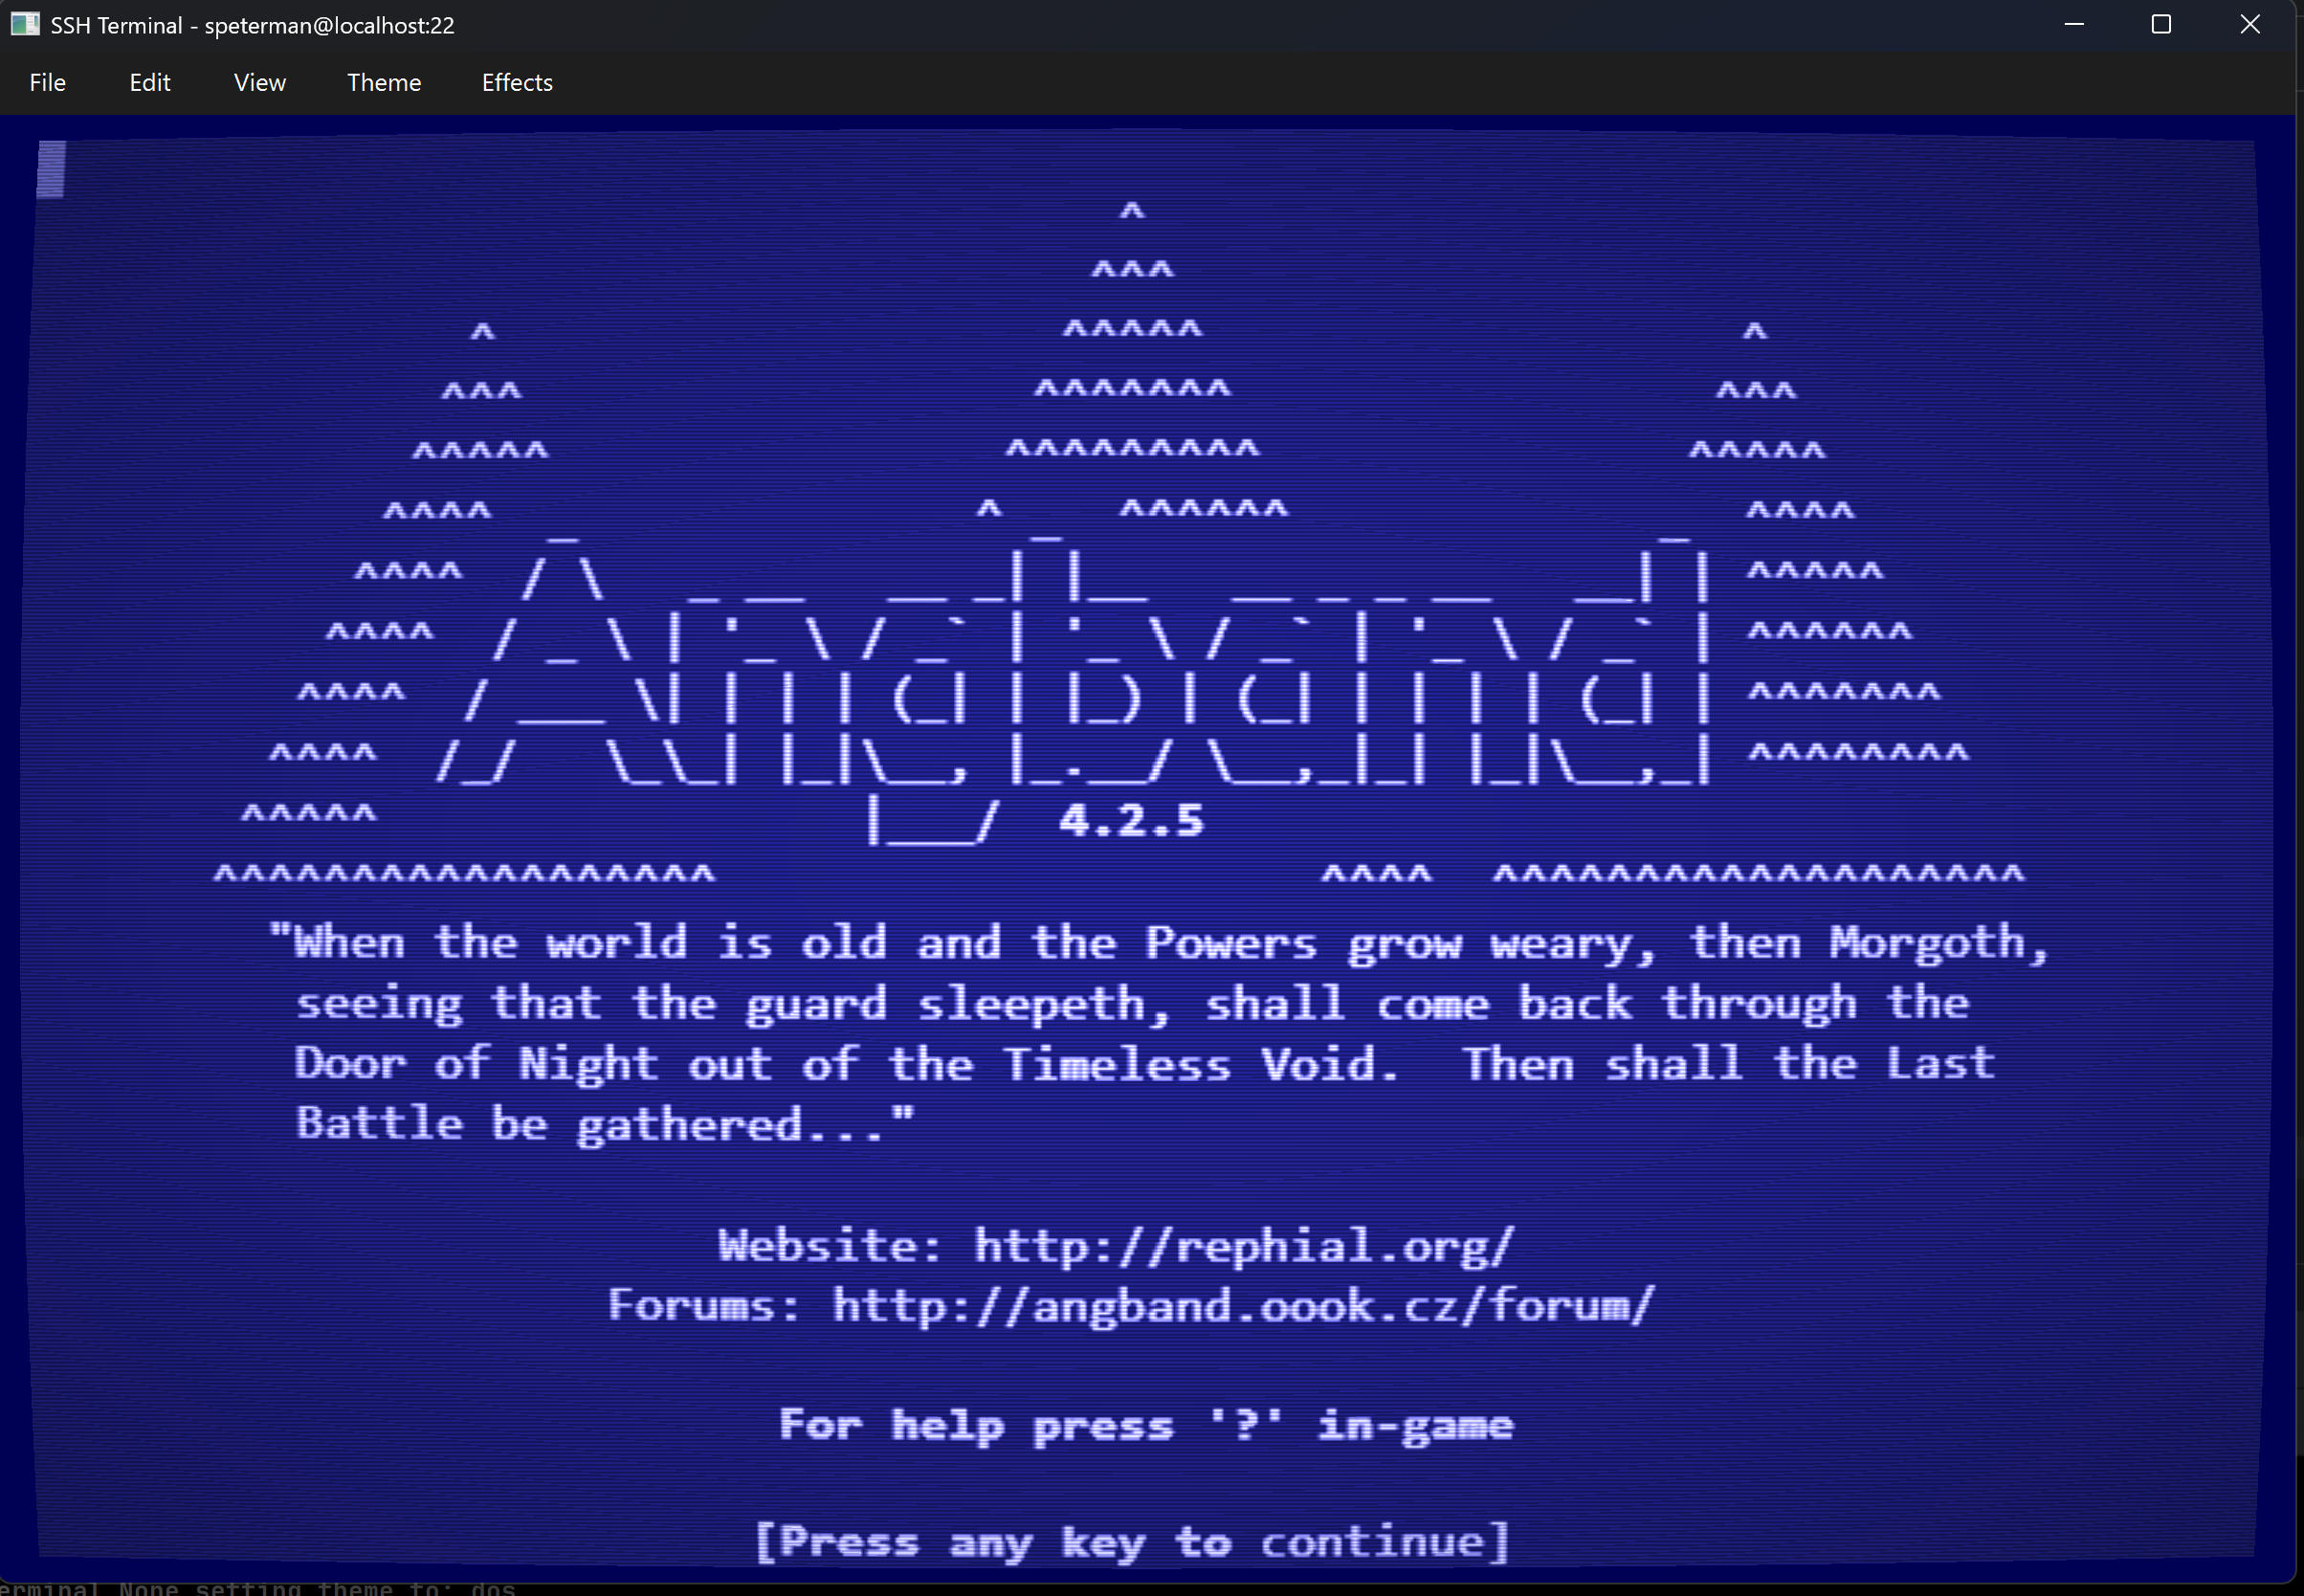 SSH Terminal - speterman@localhost:22
File Edit View Theme Effects
^
^^^
^ ^^^^^ ^
^^^ ^^^^^^^ ^^^
^^^^^ ^^^^^^^^^ ^^^^^
^^^^ ^ ^^^^^^ ^^^^
^^^^ ^^^^^
^^^^ ^^^^^^
^^^^ ^^^^^^^
^^^^ ^^^^^^^^
Angband
^^^^^ 4.2.5
^^^^^^^^^^^^^^^^^^ ^^^^ ^^^^^^^^^^^^^^^^^^^
"When the world is old and the Powers grow weary, then Morgoth,
seeing that the guard sleepeth, shall come back through the
Door of Night out of the Timeless Void.  Then shall the Last
Battle be gathered..."
Website: http://rephial.org/
Forums: http://angband.oook.cz/forum/
For help press '?' in-game
[Press any key to continue]
erminal None setting theme to: dos